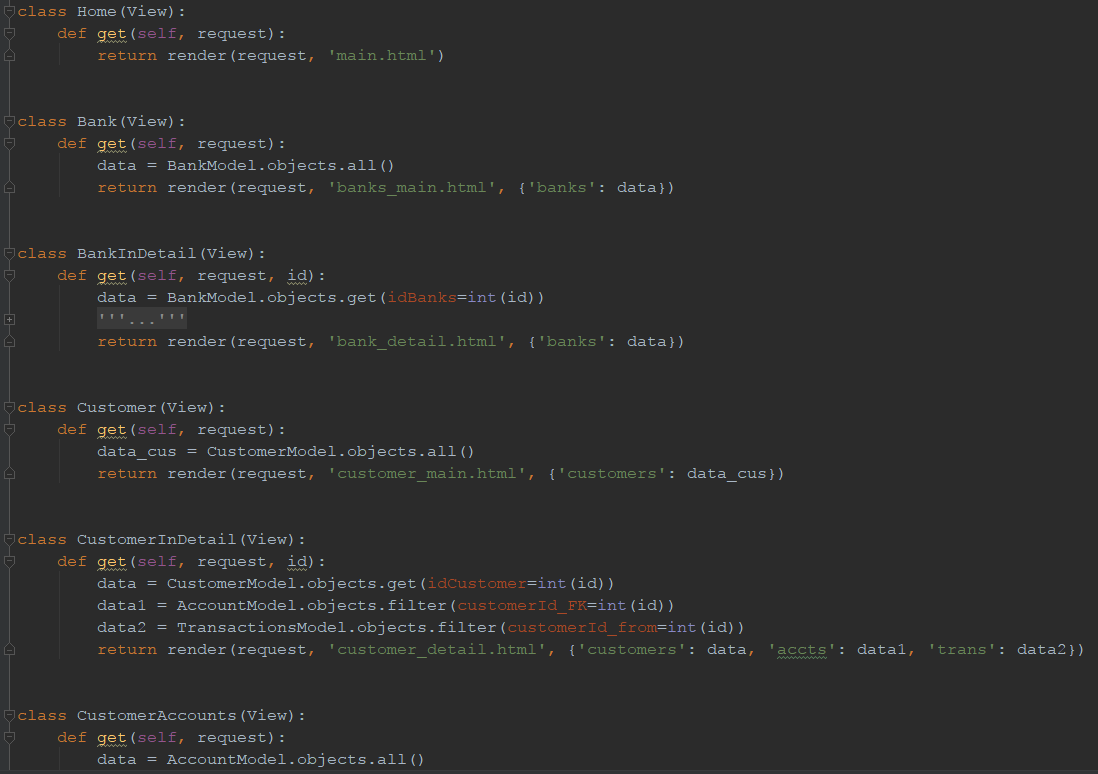 class Home(View):
    def get(self, request):
        return render(request, 'main.html')
class Bank(View):
    def get(self, request):
        data = BankModel.objects.all()
        return render(request, 'banks_main.html', {'banks': data})
class BankInDetail(View):
    def get(self, request, id):
        data = BankModel.objects.get(idBanks=int(id))
        '''...'''
        return render(request, 'bank_detail.html', {'banks': data})
class Customer(View):
    def get(self, request):
        data_cus = CustomerModel.objects.all()
        return render(request, 'customer_main.html', {'customers': data_cus})
class CustomerInDetail(View):
    def get(self, request, id):
        data = CustomerModel.objects.get(idCustomer=int(id))
        data1 = AccountModel.objects.filter(customerId_FK=int(id))
        data2 = TransactionsModel.objects.filter(customerId_from=int(id))
        return render(request, 'customer_detail.html', {'customers': data, 'accts': data1, 'trans': data2})
class CustomerAccounts(View):
    def get(self, request):
        data = AccountModel.objects.all()